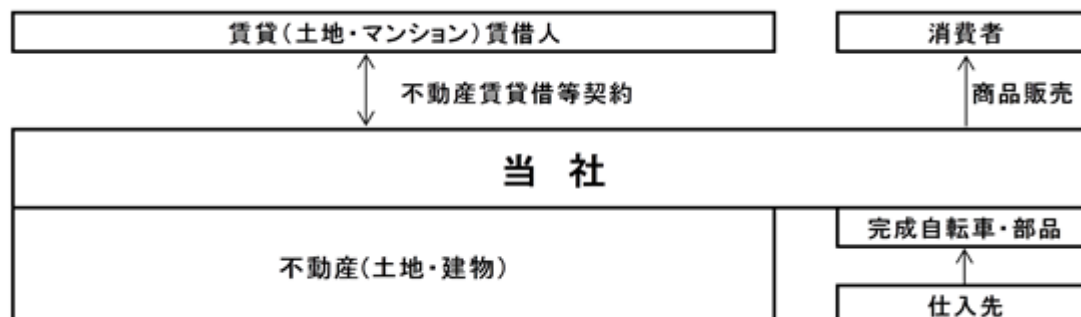 賃貸(土地・マンション)賃借人
消費者
不動産賃貸借等契約
商品販売
当 社
完成自転車・部品
不動産(土地・建物)
仕入先